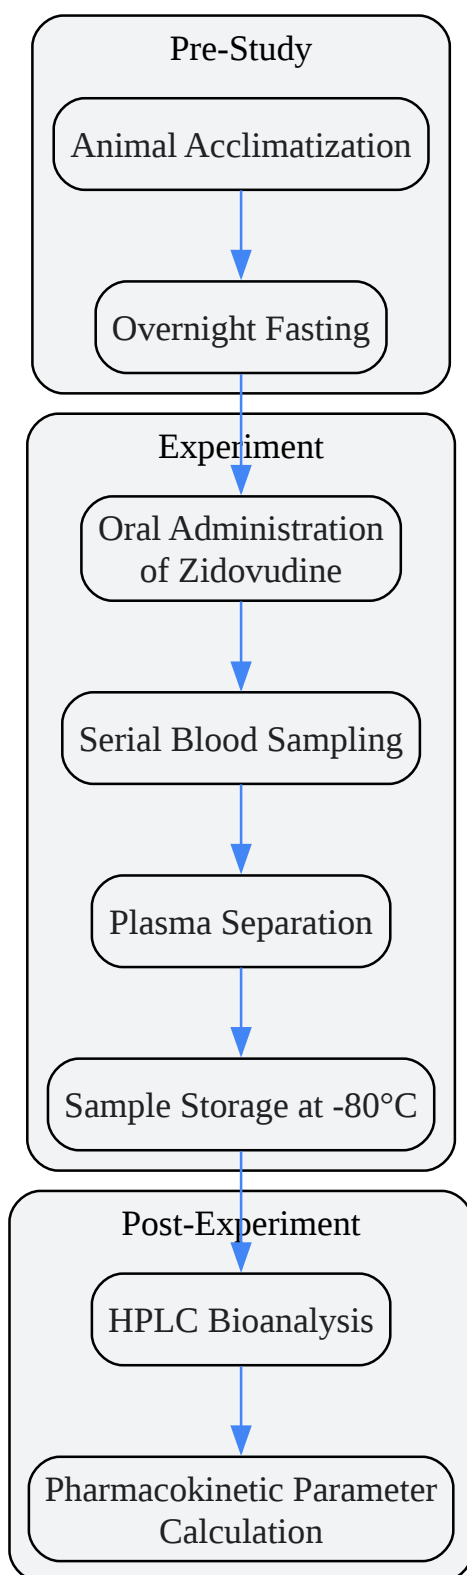 Pre-Study
Animal Acclimatization
Overnight Fasting
Experiment
Oral Administration
of Zidovudine
Serial Blood Sampling
Plasma Separation
Sample Storage at -80°C
Post-Experiment
HPLC Bioanalysis
Pharmacokinetic Parameter
Calculation